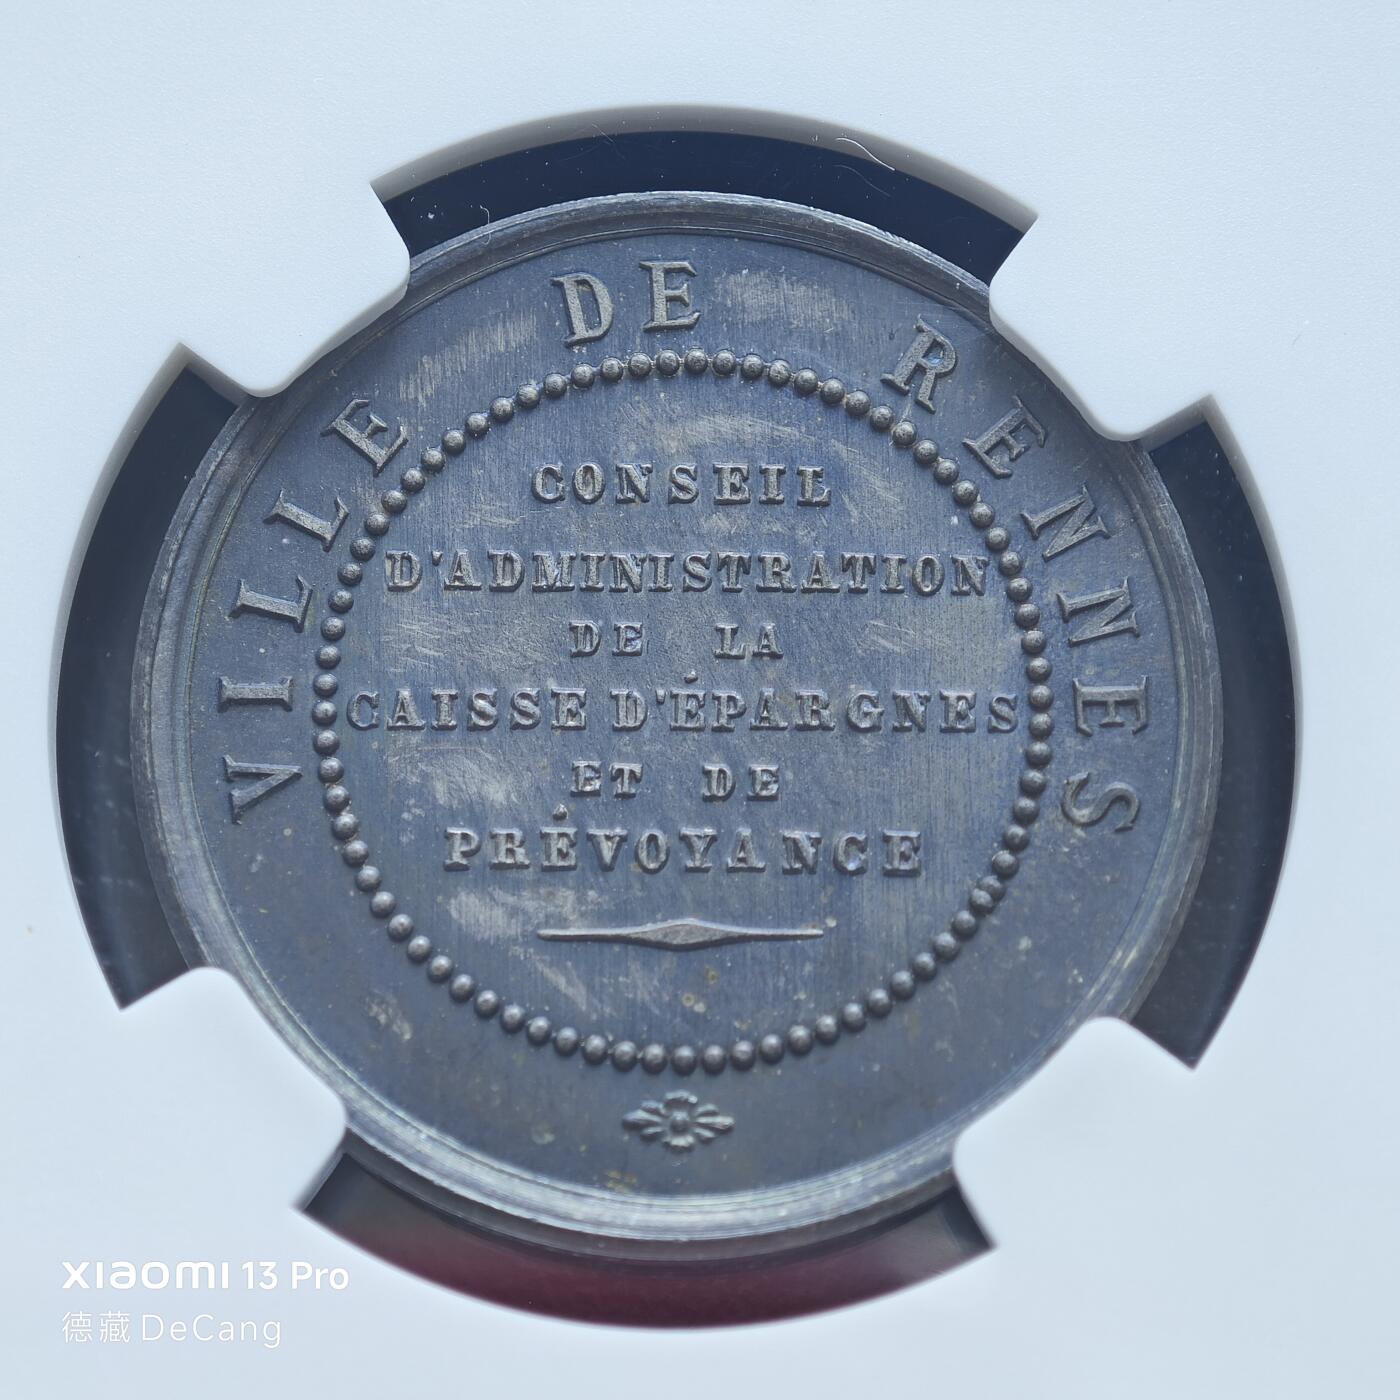 VILLE DE RENNES
CONSEIL
D'ADMINISTRATION
DE LA
CAISSE D'ÉPARGNES
ET DE
PRÉVOYANCE
XIAOMI 13 Pro
德藏 DeCang